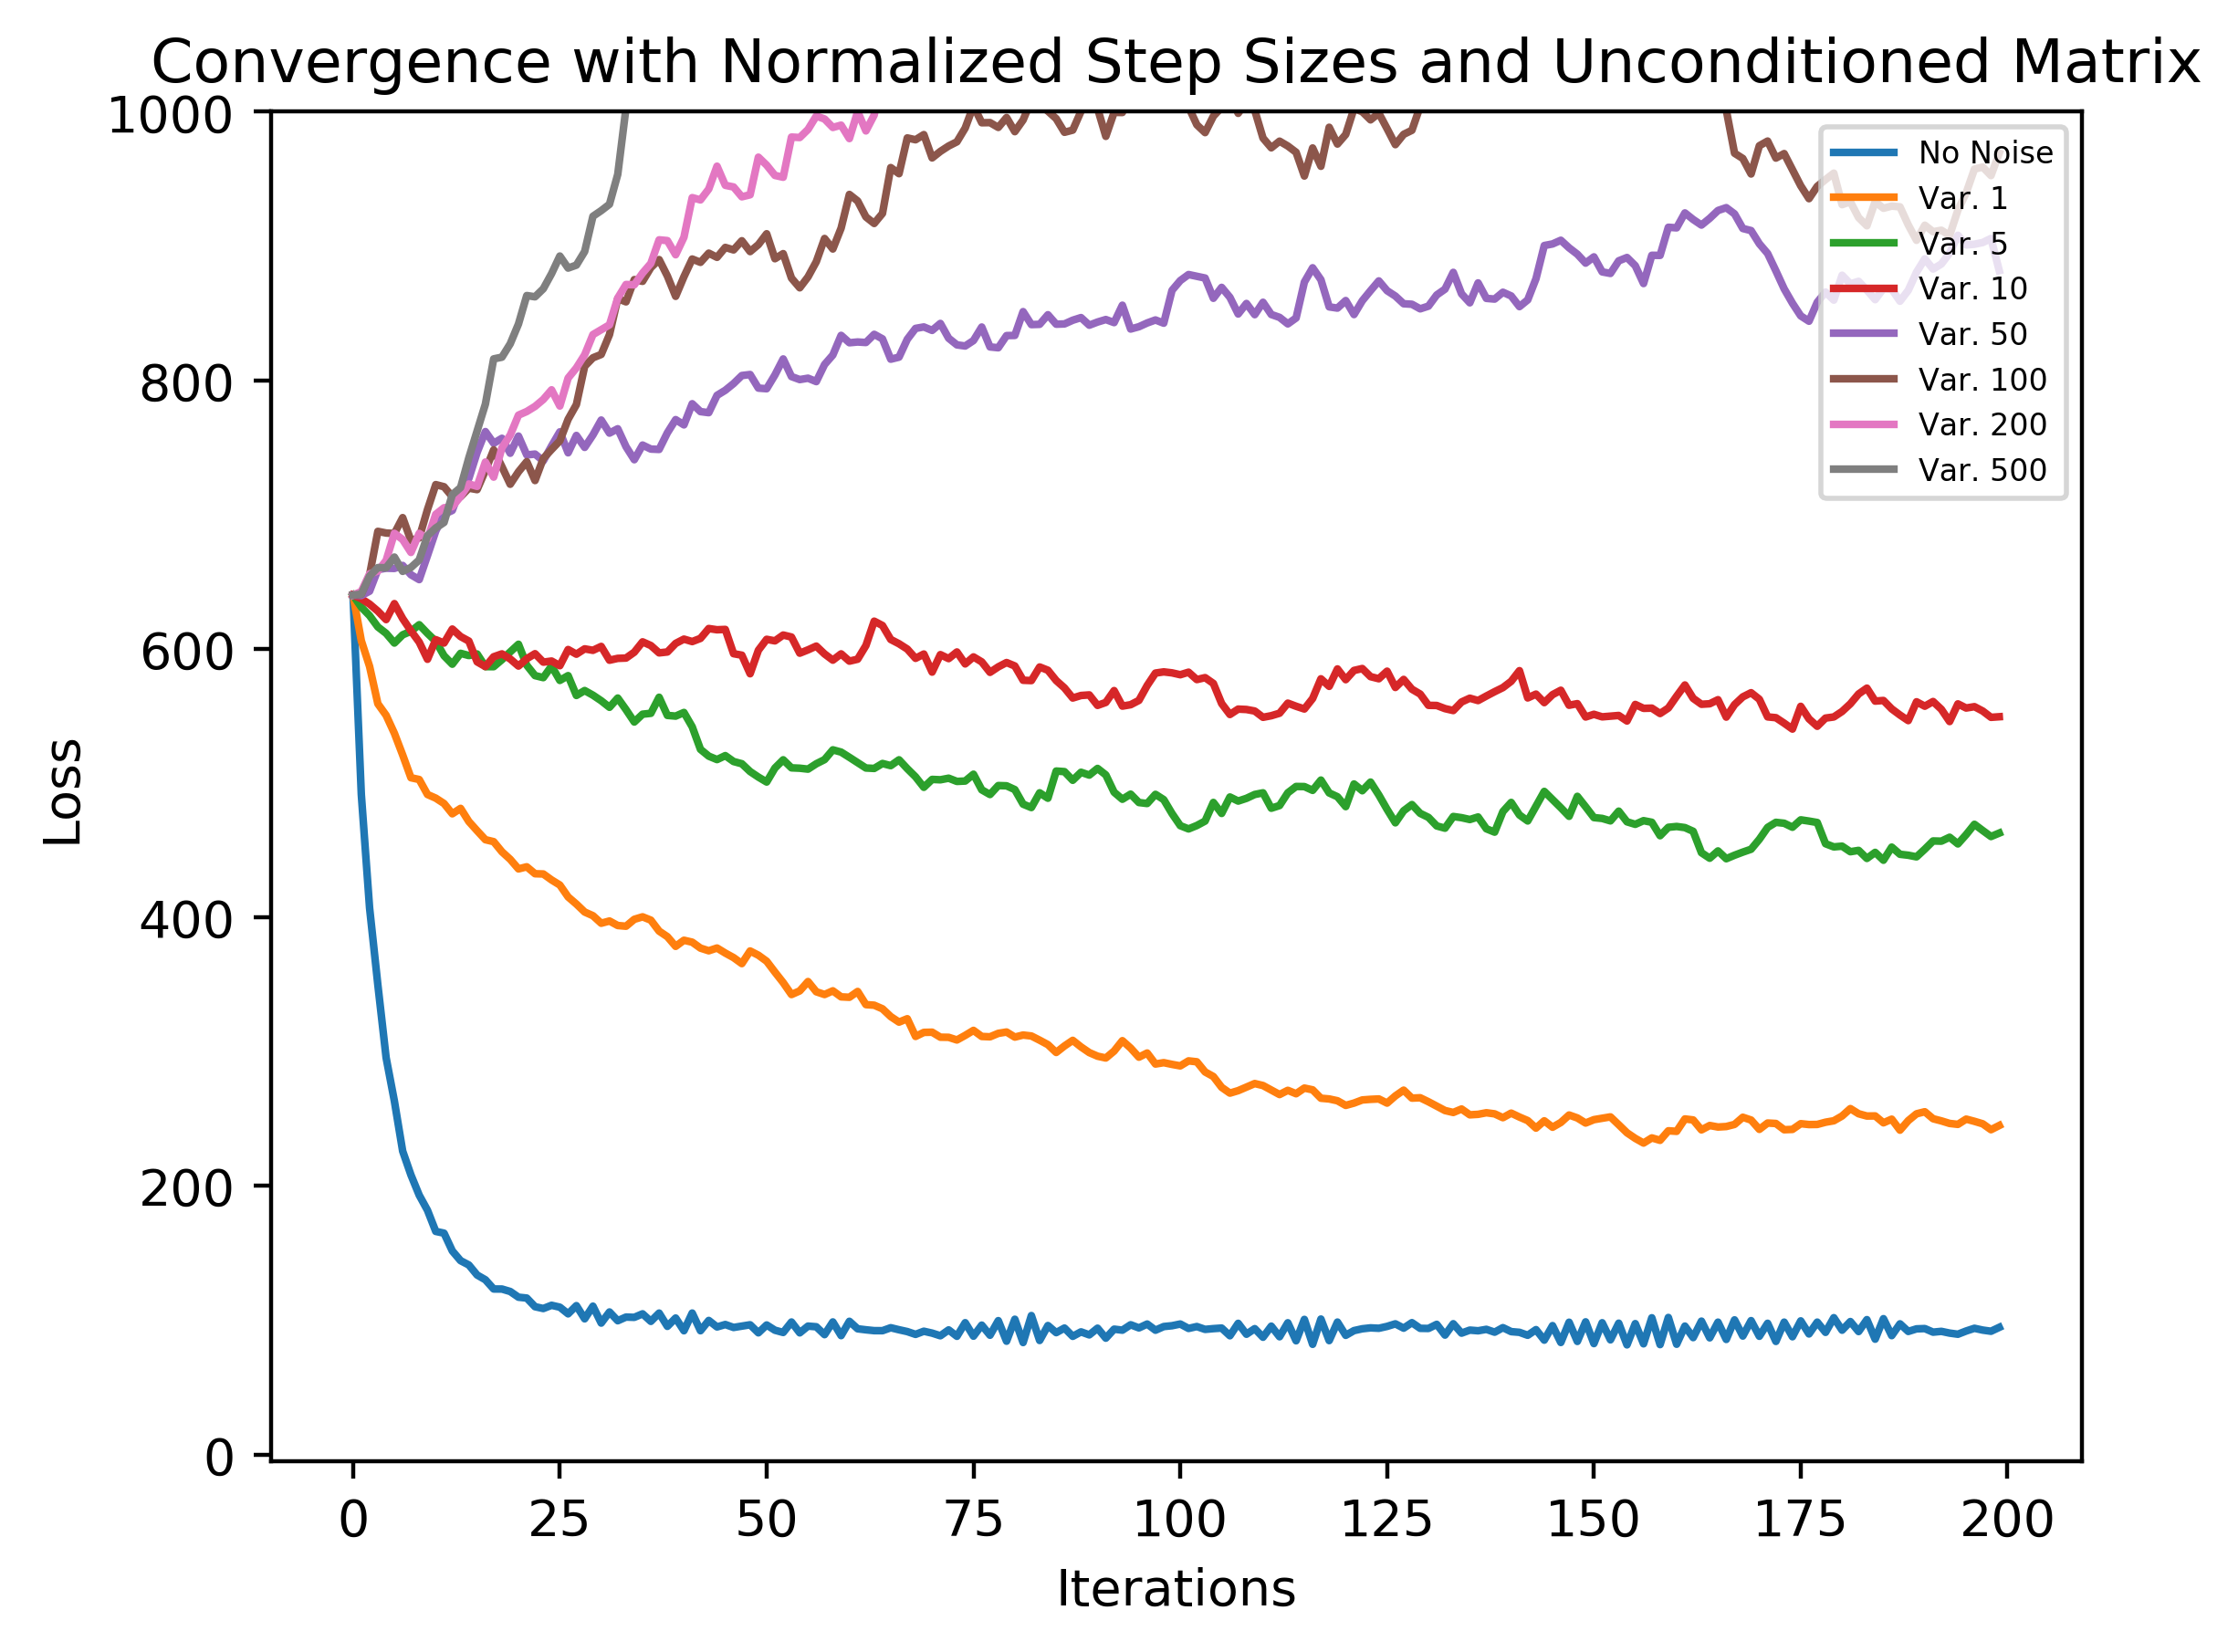 Convergence with Normalized Step Sizes and Unconditioned Matrix
1000
800
600
400
200
0
Loss
No Noise
Var. 1
Var. 5
Var. 10
Var. 50
Var. 100
Var. 200
Var. 500
0 25 50 75 100 125 150 175 200
Iterations